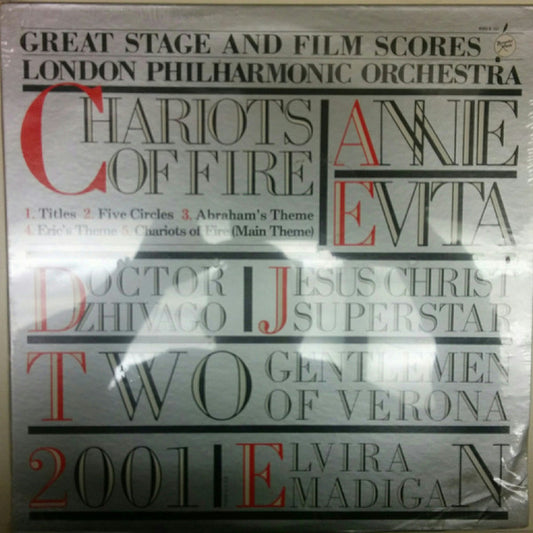 GREAT STAGE AND FILM SCORES
LONDON PHILHARMONIC ORCHESTRA
CHARIOTS
OF FIRE
1. Titles 2. Five Circles 3. Abraham's Theme
4. Eric's Theme 5. Chariots of Fire (Main Theme)
ANNIE
EVITA
DOCTOR
ZHIVAGO
JESUS CHRIST
SUPERSTAR
TWO GENTLEMEN
OF VERONA
2001
ELVIRA
MADIGAN